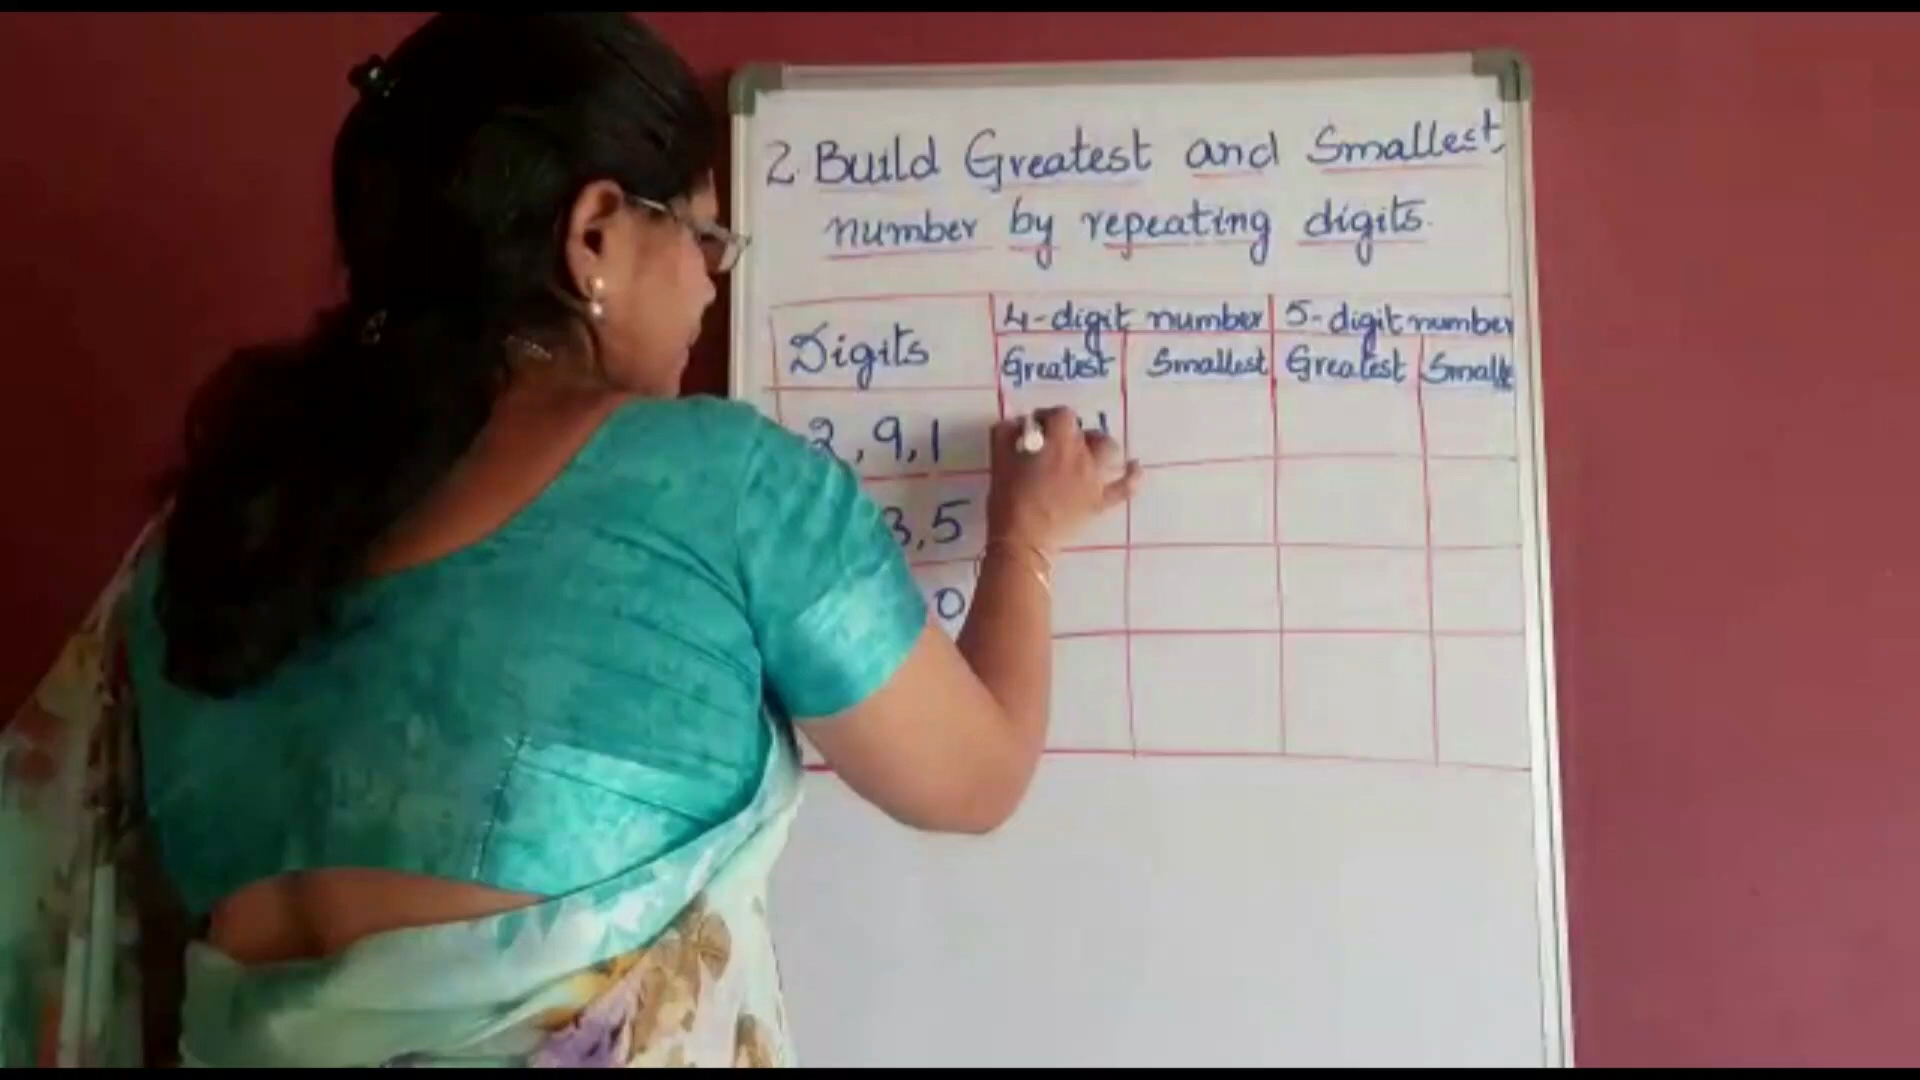 2. Build Greatest and Smallest
number by repeating digits.
Digits
4-digit number 5-digit number
Greatest Smallest Greatest Smalle
2,9,1
3,5
0